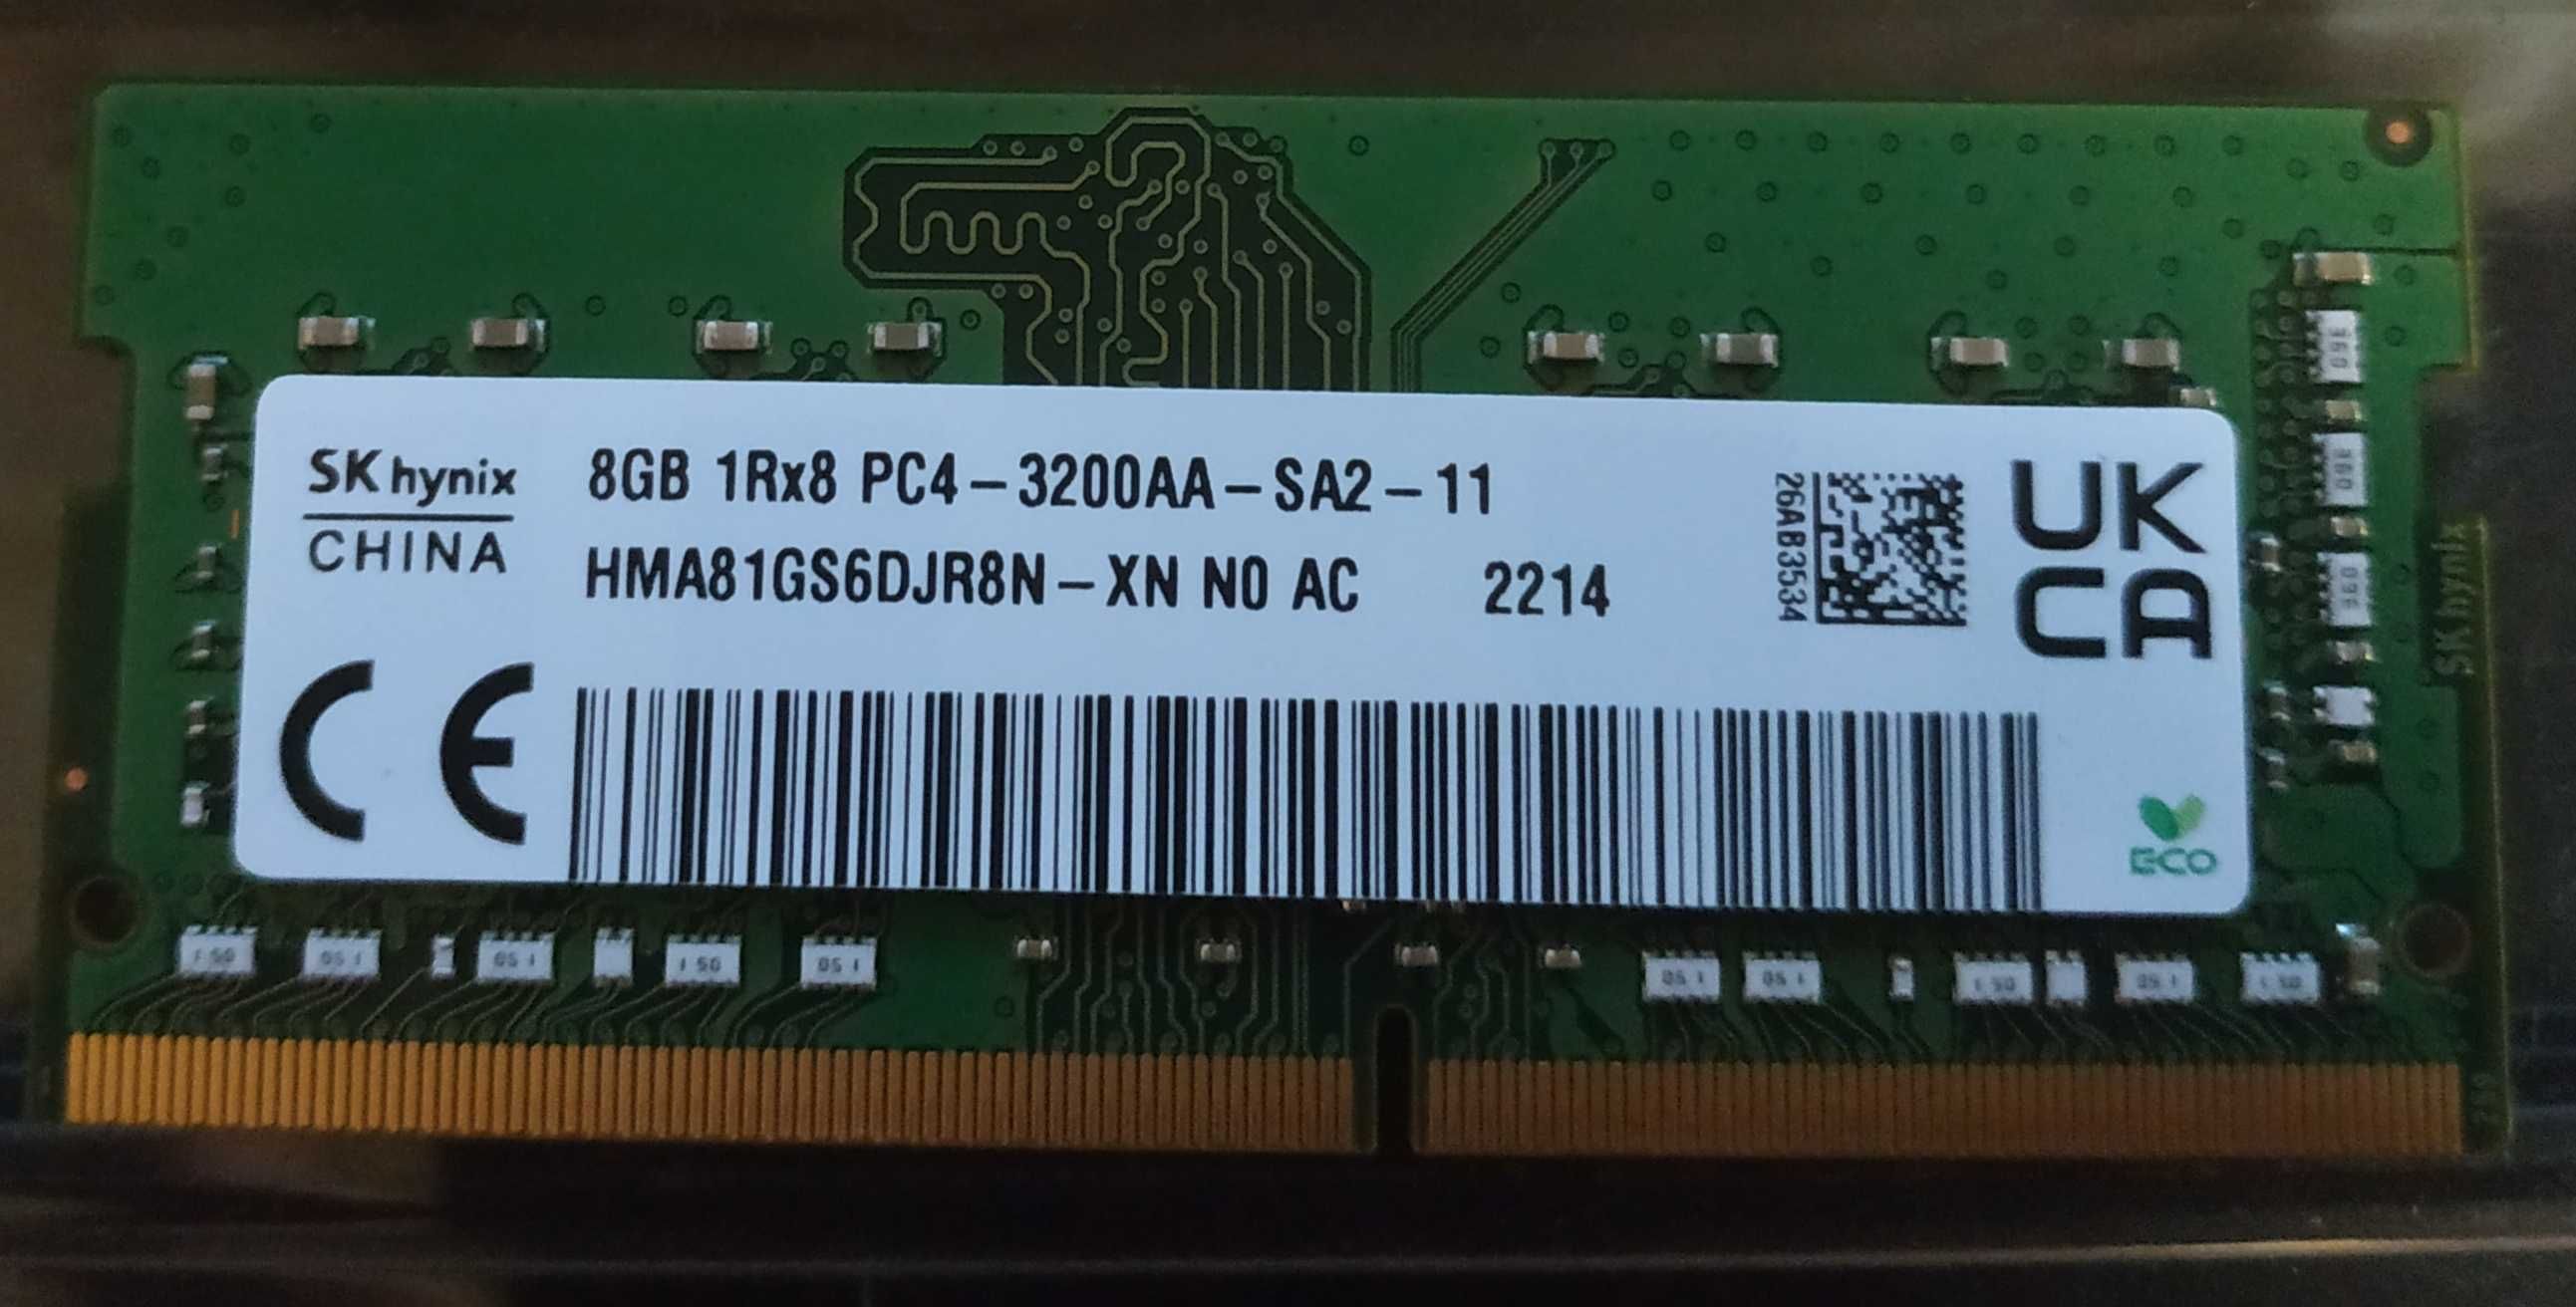 SK hynix
CHINA
8GB 1Rx8 PC4-3200AA-SA2-11
HMA81GS6DJR8N-XN N0 AC 2214
26AB3534
UK
CA
CE
ECO
SK hynix